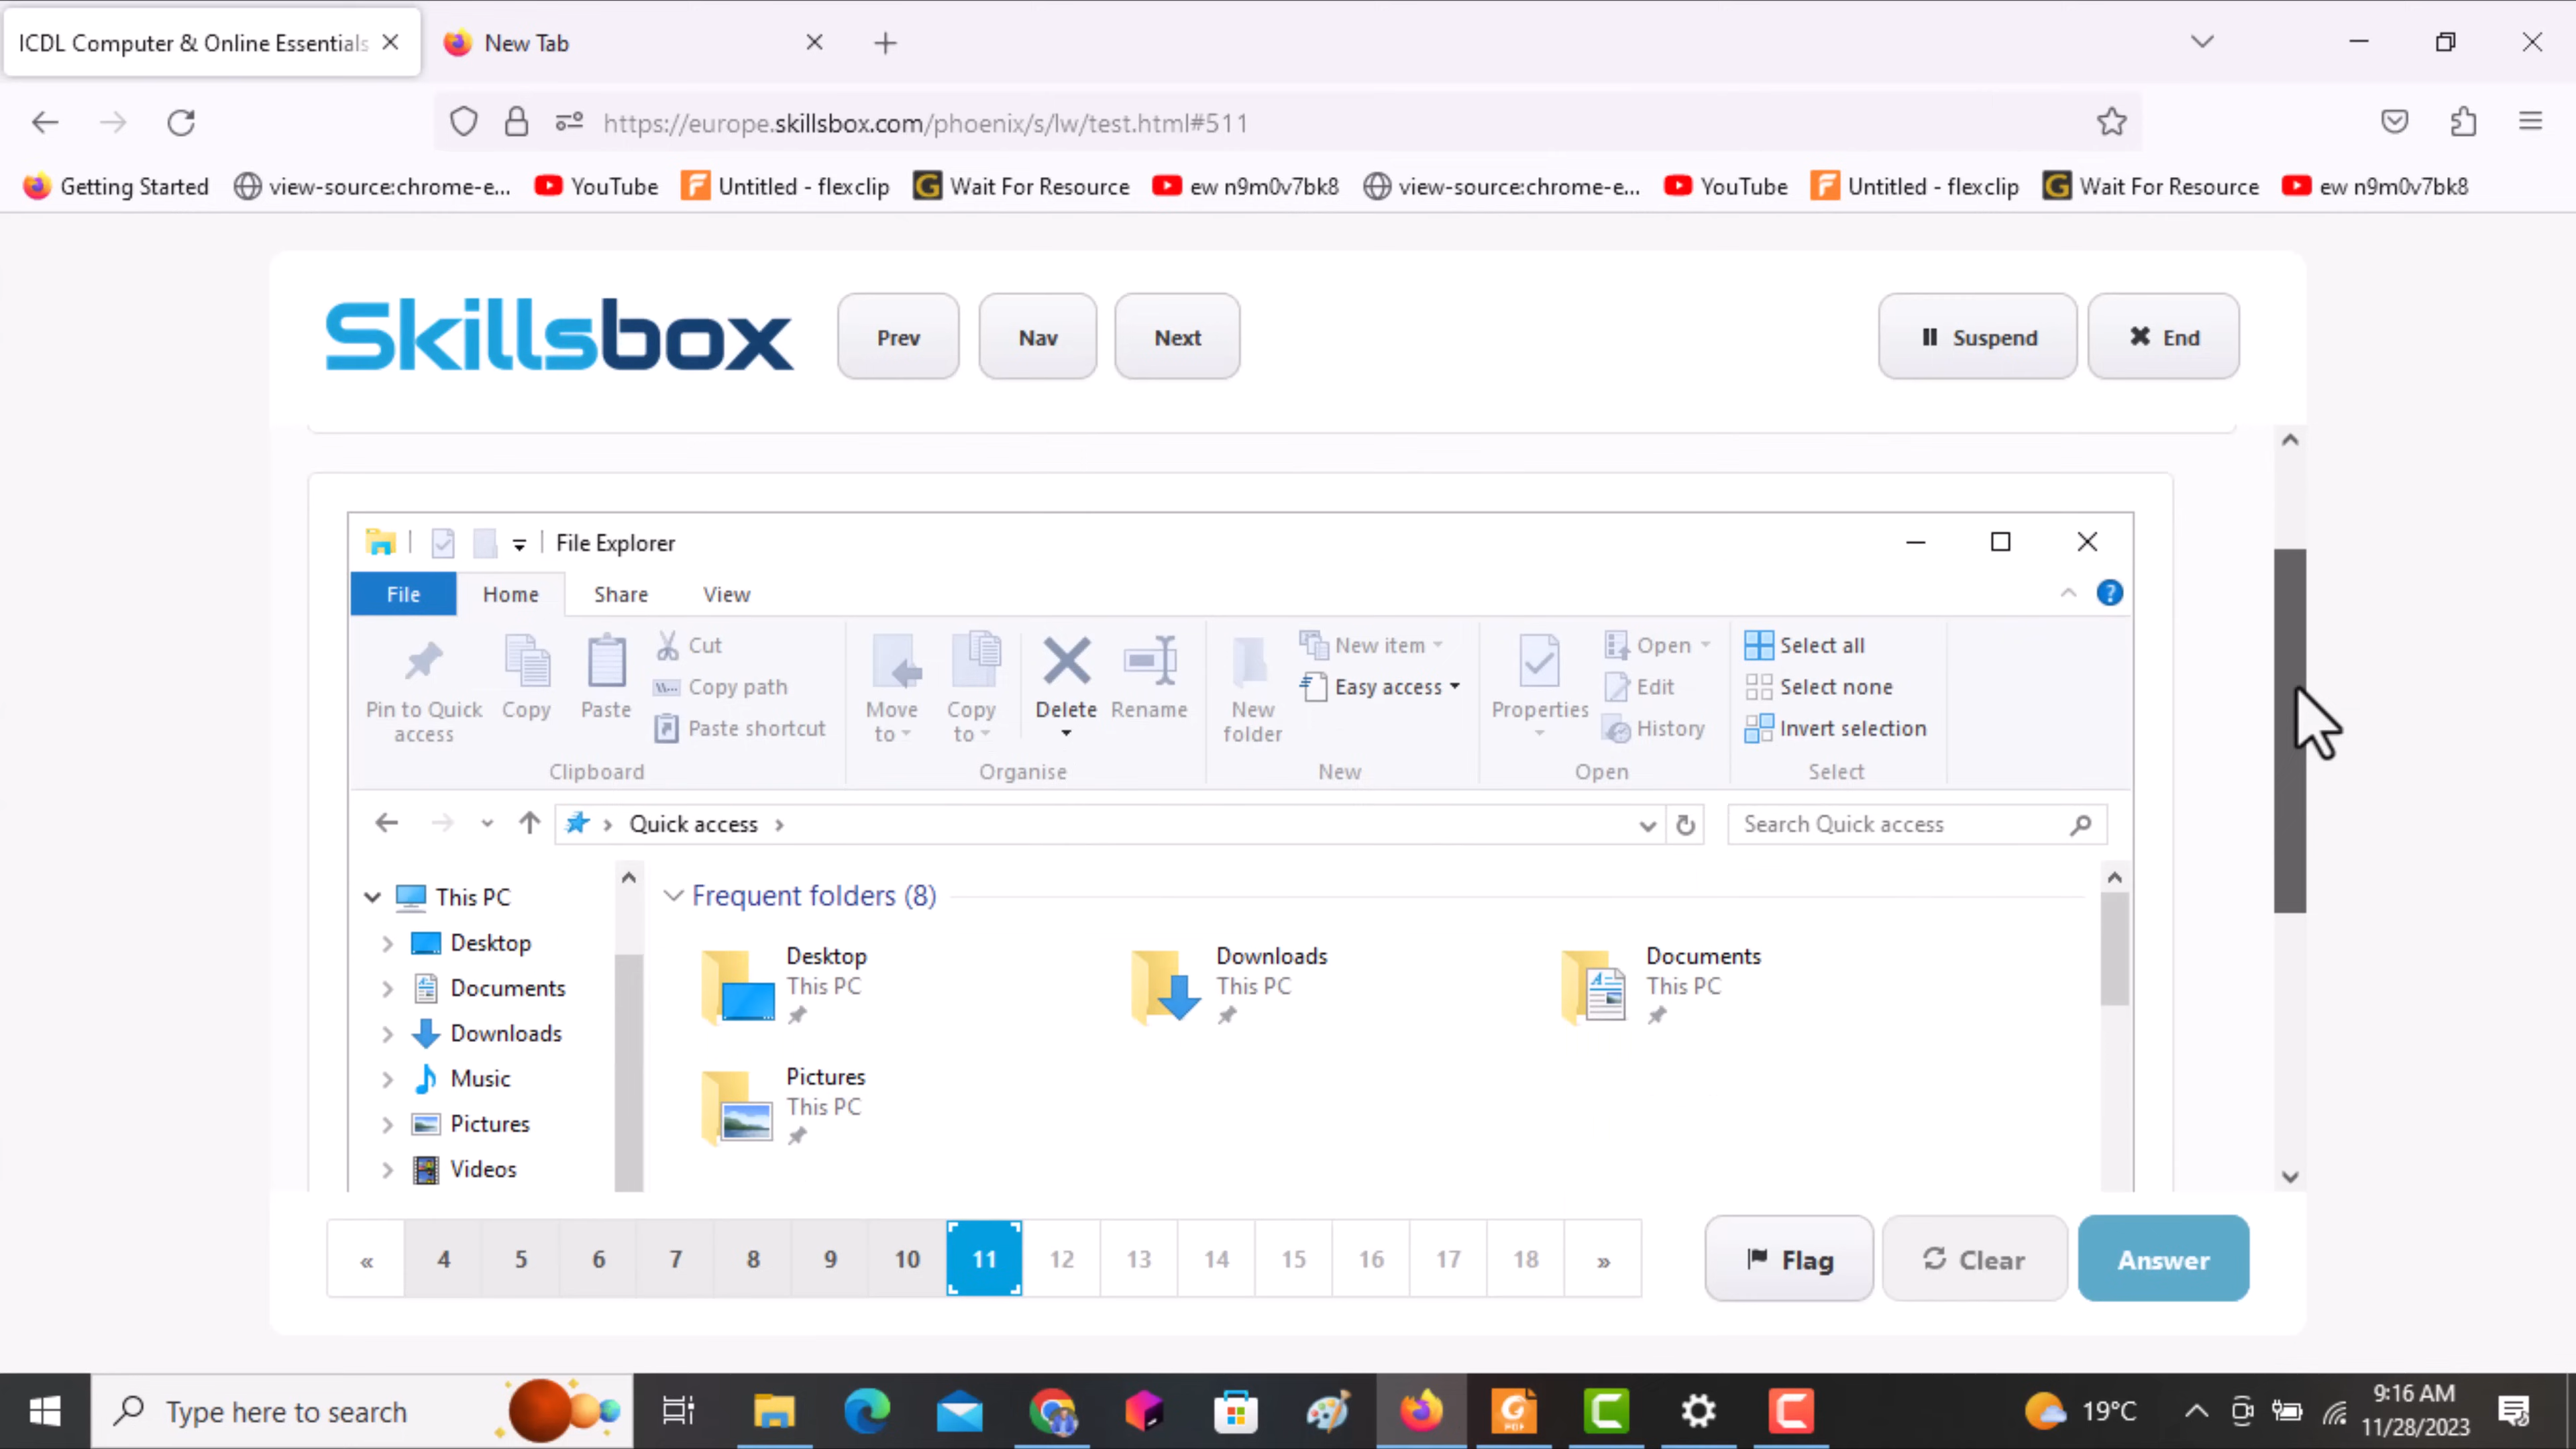 ICDL Computer & Online Essentials
New Tab
https://europe.skillsbox.com/phoenix/s/lw/test.html#511
Getting Started
view-source:chrome-e...
YouTube
Untitled - flexclip
Wait For Resource
ew n9m0v7bk8
view-source:chrome-e...
YouTube
Untitled - flexclip
Wait For Resource
ew n9m0v7bk8
Skillsbox
Prev
Nav
Next
Suspend
End
File Explorer
File
Home
Share
View
Pin to Quick access
Copy
Paste
Cut
Copy path
Paste shortcut
Clipboard
Move to
Copy to
Delete
Rename
Organise
New folder
New item
Easy access
New
Properties
Open
Edit
History
Open
Select all
Select none
Invert selection
Select
Quick access
Search Quick access
This PC
Desktop
Documents
Downloads
Music
Pictures
Videos
Frequent folders (8)
Desktop
This PC
Downloads
This PC
Documents
This PC
Pictures
This PC
« 4 5 6 7 8 9 10 11 12 13 14 15 16 17 18 »
Flag
Clear
Answer
Type here to search
19°C
9:16 AM
11/28/2023